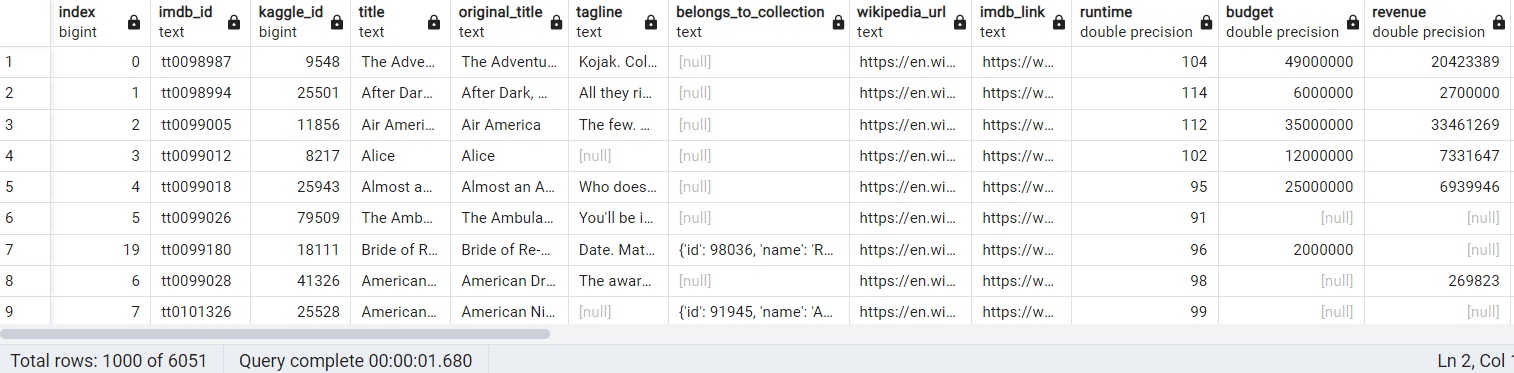 index imdb_id kaggle_id title original_title tagline belongs_to_collection wikipedia_url imdb_link runtime budget revenue
bigint text bigint text text text text text text double precision double precision double precision
1 0 tt0098987 9548 The Adve... The Adventu... Kojak. Col... [null] https://en.wi... https://w... 104 49000000 20423389
2 1 tt0098994 25501 After Dar... After Dark, ... All they ri... [null] https://en.wi... https://w... 114 6000000 2700000
3 2 tt0099005 11856 Air Ameri... Air America The few. ... [null] https://en.wi... https://w... 112 35000000 33461269
4 3 tt0099012 8217 Alice Alice [null] [null] https://en.wi... https://w... 102 12000000 7331647
5 4 tt0099018 25943 Almost a... Almost an A... Who does... [null] https://en.wi... https://w... 95 25000000 6939946
6 5 tt0099026 79509 The Amb... The Ambula... You'll be i... [null] https://en.wi... https://w... 91 [null] [null]
7 19 tt0099180 18111 Bride of R... Bride of Re-... Date. Mat... {'id': 98036, 'name': 'R... https://en.wi... https://w... 96 2000000 [null]
8 6 tt0099028 41326 American... American Dr... The awar... [null] https://en.wi... https://w... 98 [null] 269823
9 7 tt0101326 25528 American... American Ni... [null] {'id': 91945, 'name': 'A... https://en.wi... https://w... 99 [null] [null]
Total rows: 1000 of 6051 Query complete 00:00:01.680 Ln 2, Col